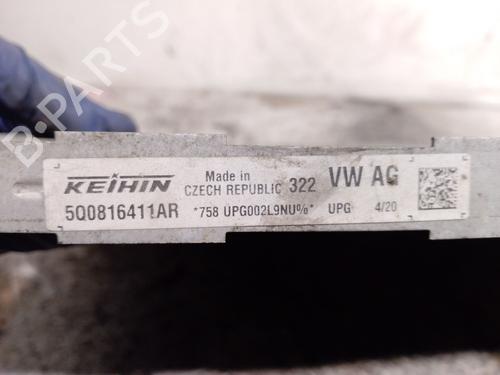 B-PARTS
KEIHIN Made in CZECH REPUBLIC 322 VW AG
5Q0816411AR *758 UPG002L9NU%* UPG 4/20